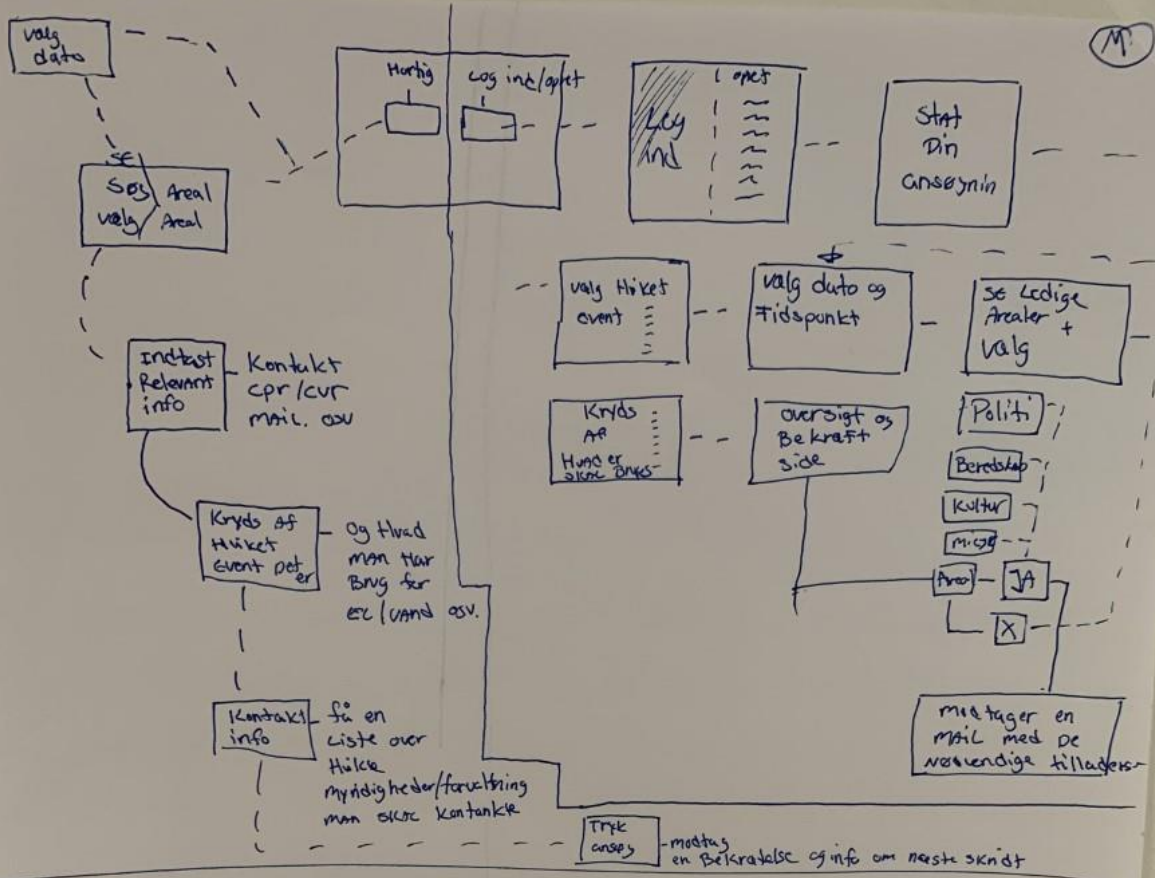 valg
dato
SE
Søg Areal
vælg Areal
Indtast
Relevant
info
Kontakt
cpr/cvr
MAIL. osv
Kryds Af
Hvilket
Event Det
er
og Hvad
man Har
Brug for
EL/VAND osv.
Kontakt
info
få en
Liste over
Hvilke
myndigheder/forvaltning
man skal kontankte
Tryk
ansøg
modtag
en Bekræftelse og info om næste skridt
Hurtig
Log ind/opret
Log
ind
opret
Start
Din
ansøgnin
valg Hvilket
event
valg dato og
Tidspunkt
se Ledige
Arealer +
valg
Kryds
Af
Hvad er
skal Bruges
oversigt og
Bekræft
side
Politi
Beredskab
Kultur
Miljø
Areal
JA
X
modtager en
MAIL med De
Nødvendige tilladelser